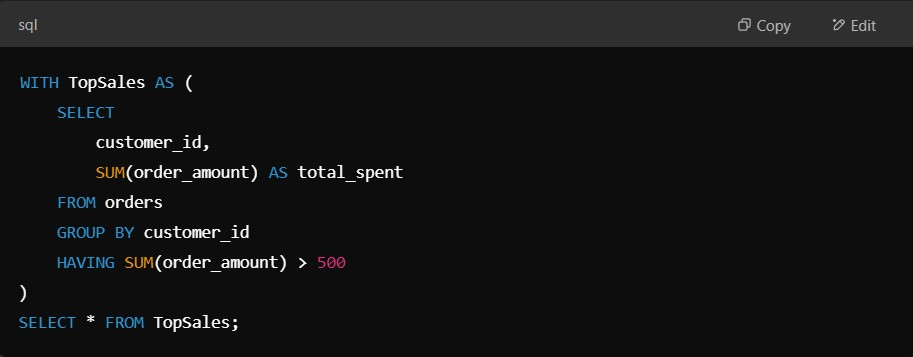 sql
Copy
Edit
WITH TopSales AS (
    SELECT
        customer_id,
        SUM(order_amount) AS total_spent
    FROM orders
    GROUP BY customer_id
    HAVING SUM(order_amount) > 500
)
SELECT * FROM TopSales;